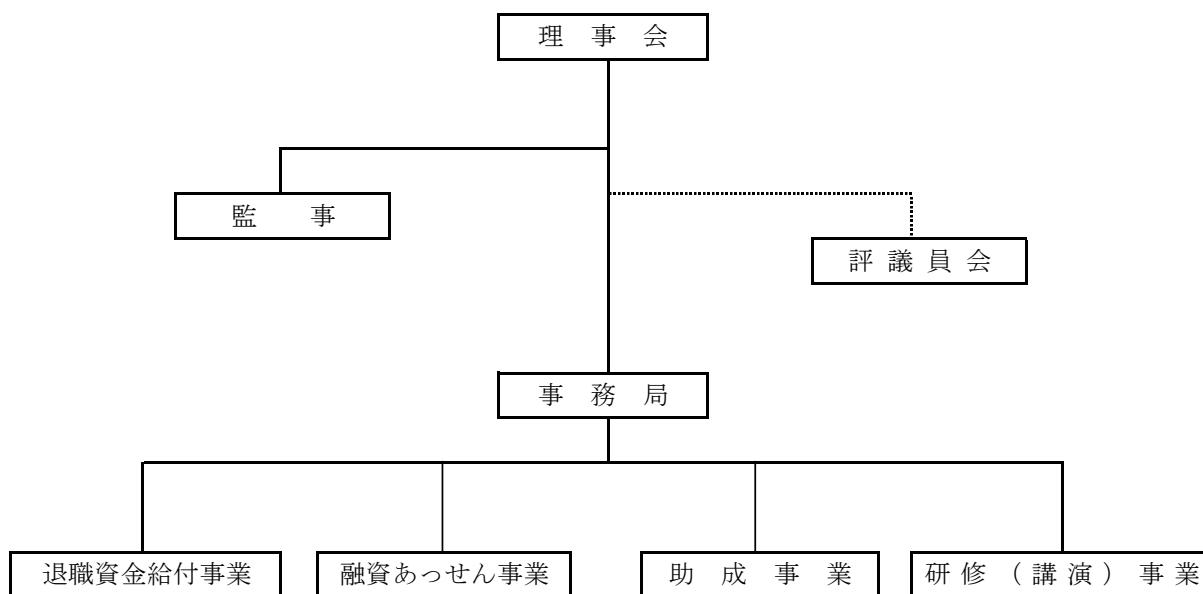 理 事 会
監 事
評 議 員 会
事 務 局
退職資金給付事業
融資あっせん事業
助 成 事 業
研 修 （ 講 演 ） 事 業